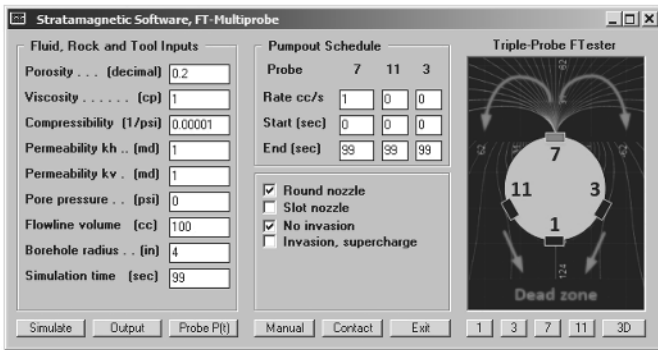 Stratamagnetic Software, FT-Multiprobe
Fluid, Rock and Tool Inputs
Porosity . . . (decimal) 0.2
Viscosity . . . . . . (cp) 1
Compressibility (1/psi) 0.00001
Permeability kh . . (md) 1
Permeability kv . (md) 1
Pore pressure . . (psi) 0
Flowline volume (cc) 100
Borehole radius . . (in) 4
Simulation time (sec) 99
Simulate Output Probe P(t)
Pumpout Schedule
Probe 7 11 3
Rate cc/s 1 0 0
Start (sec) 0 0 0
End (sec) 99 99 99
Round nozzle
Slot nozzle
No invasion
Invasion, supercharge
Manual Contact Exit
Triple-Probe FTester
62
62
62
7
11
3
1
124
Dead zone
1 3 7 11 3D